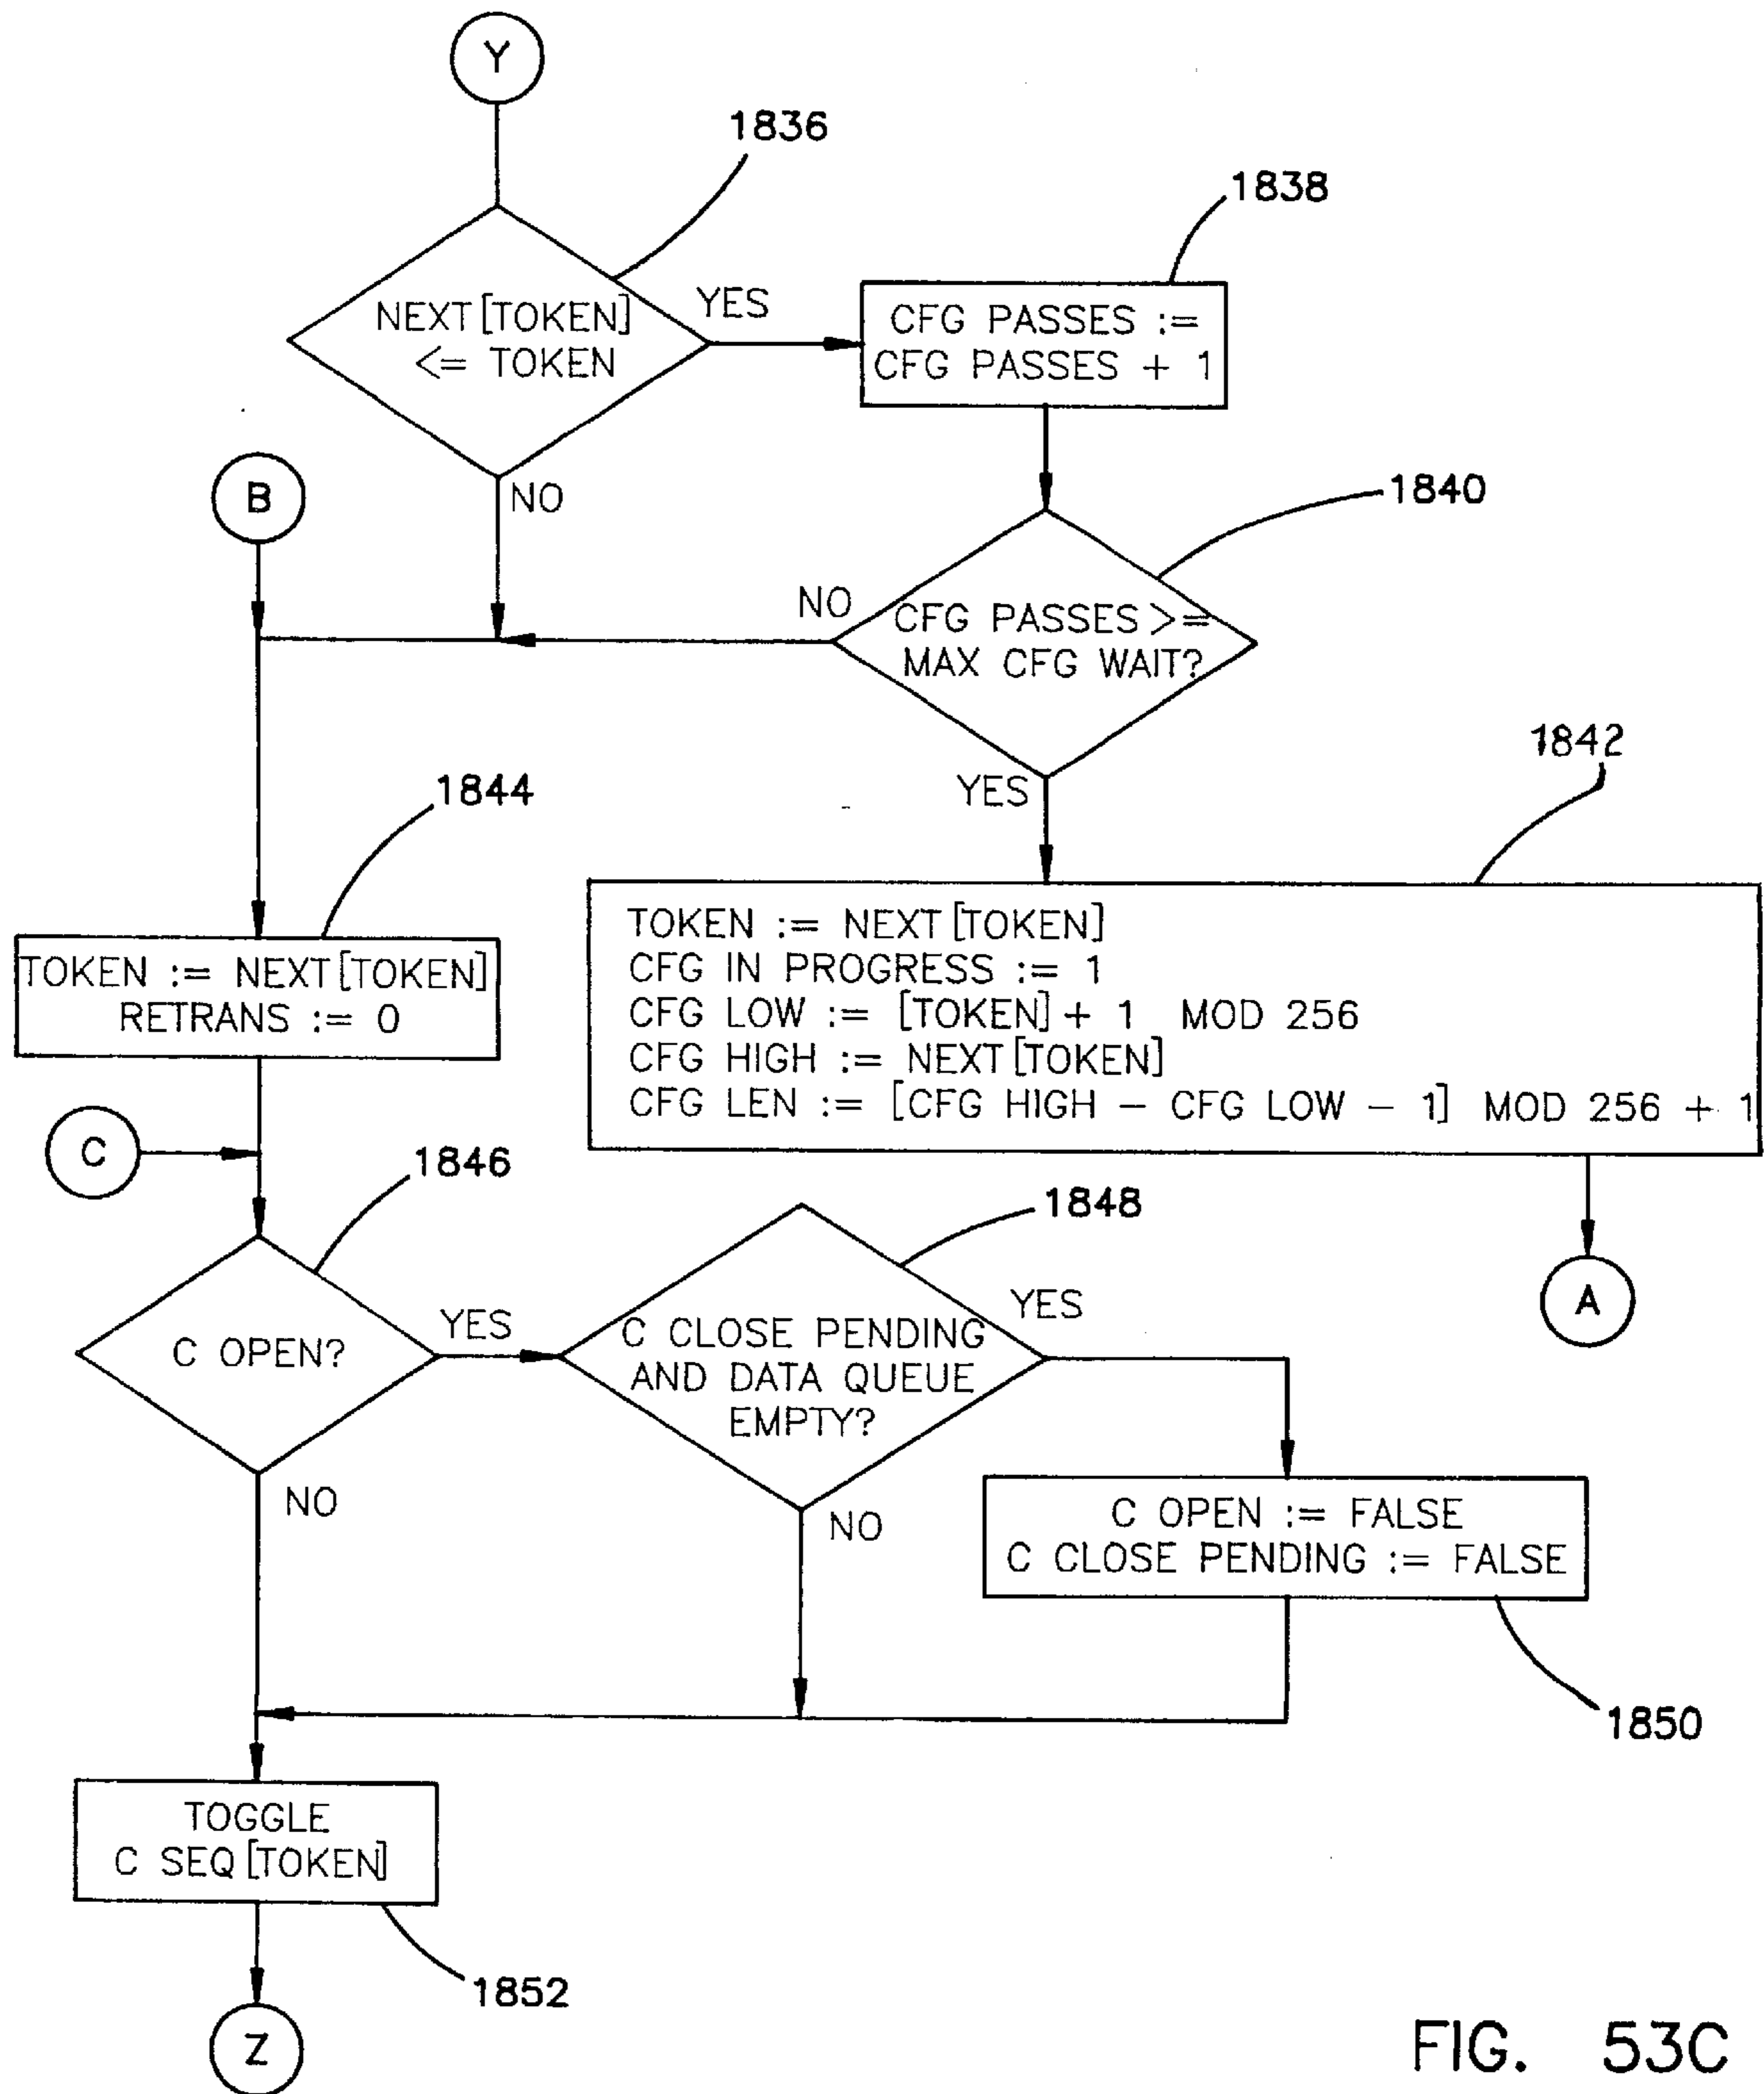 Y
1836
1838
NEXT[TOKEN]
<= TOKEN
YES
CFG PASSES :=
CFG PASSES + 1
B
NO
1840
NO
CFG PASSES >=
MAX CFG WAIT?
YES
1842
1844
TOKEN := NEXT[TOKEN]
RETRANS := 0
TOKEN := NEXT[TOKEN]
CFG IN PROGRESS := 1
CFG LOW := [TOKEN] + 1 MOD 256
CFG HIGH := NEXT[TOKEN]
CFG LEN := [CFG HIGH - CFG LOW - 1] MOD 256 + 1
C
1846
1848
A
C OPEN?
YES
C CLOSE PENDING
AND DATA QUEUE
EMPTY?
YES
NO
NO
C OPEN := FALSE
C CLOSE PENDING := FALSE
1850
TOGGLE
C SEQ[TOKEN]
1852
Z
FIG. 53C